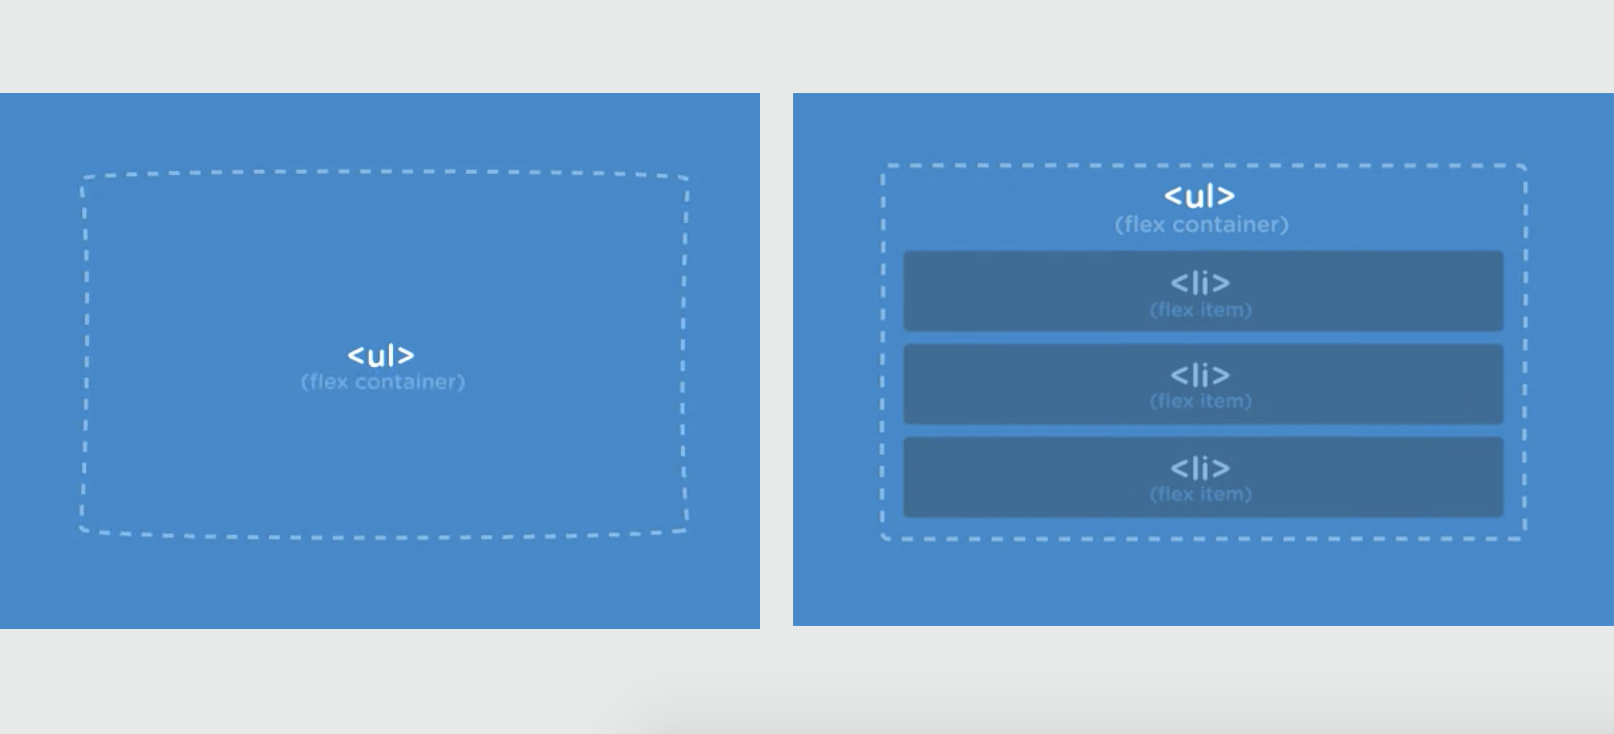 <ul>
(flex container)
<ul>
(flex container)
<li>
(flex item)
<li>
(flex item)
<li>
(flex item)